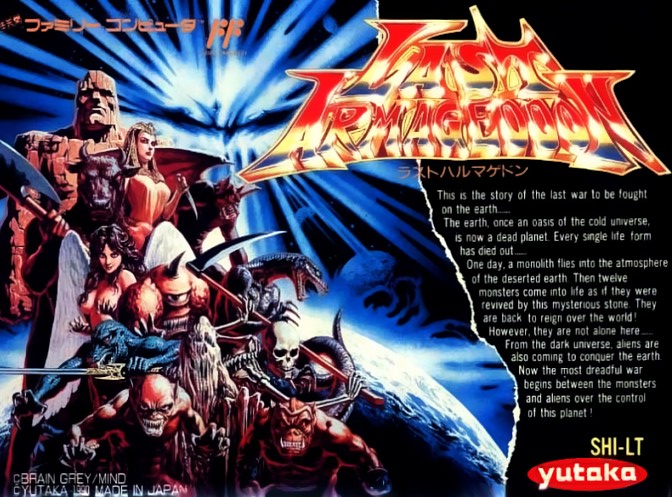 ファミリー コンピュータ
LAST
ARMAGEDDON
ラストハルマゲドン
This is the story of the last war to be fought
on the earth......
The earth, once an oasis of the cold universe,
is now a dead planet. Every single life form
has died out......
One day, a monolith flies into the atmosphere
of the deserted earth. Then twelve
monsters come into life as if they were
revived by this mysterious stone. They
are back to reign over the world!
However, they are not alone here......
From the dark universe, aliens are
also coming to conquer the earth
Now the most dreadful war
begins between the monsters
and aliens over the control
of this planet!
SHI-LT
yutaka
©BRAIN GREY/MIND
©YUTAKA 1990 MADE IN JAPAN